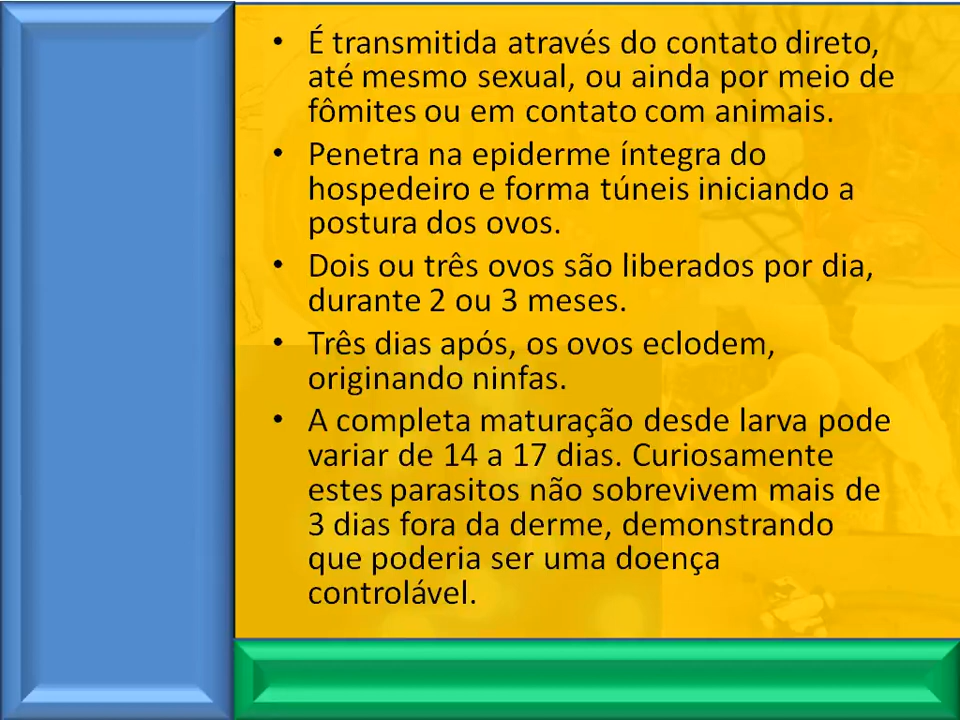 • É transmitida através do contato direto,
até mesmo sexual, ou ainda por meio de
fômites ou em contato com animais.
• Penetra na epiderme íntegra do
hospedeiro e forma túneis iniciando a
postura dos ovos.
• Dois ou três ovos são liberados por dia,
durante 2 ou 3 meses.
• Três dias após, os ovos eclodem,
originando ninfas.
• A completa maturação desde larva pode
variar de 14 a 17 dias. Curiosamente
estes parasitos não sobrevivem mais de
3 dias fora da derme, demonstrando
que poderia ser uma doença
controlável.